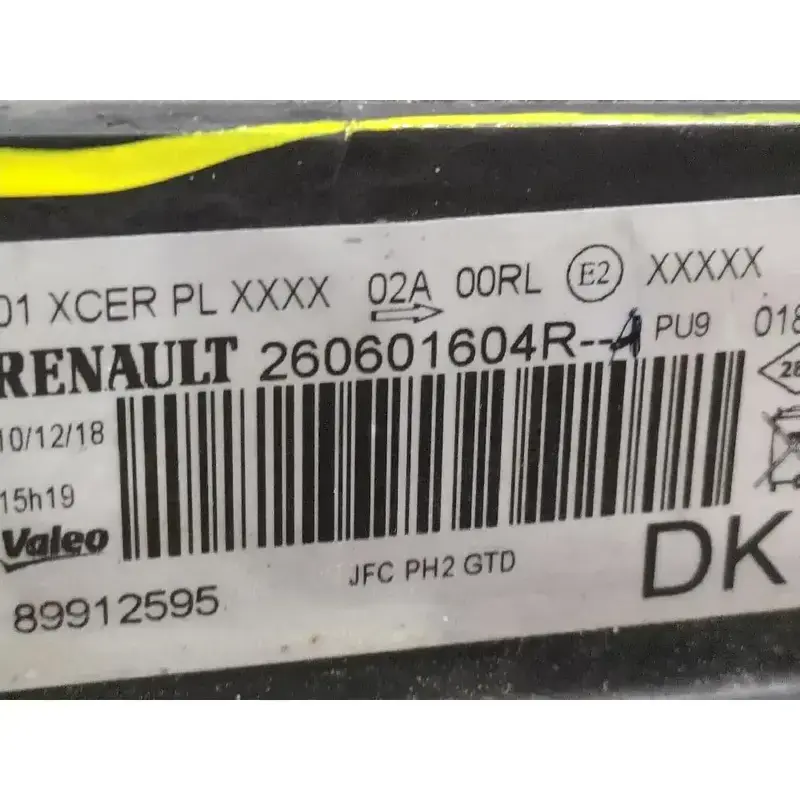 01 XCER PL XXXX 02A 00RL E2 XXXXX
RENAULT 260601604R--A PU9 018
10/12/18
15h19
Valeo
JFC PH2 GTD
DK
89912595